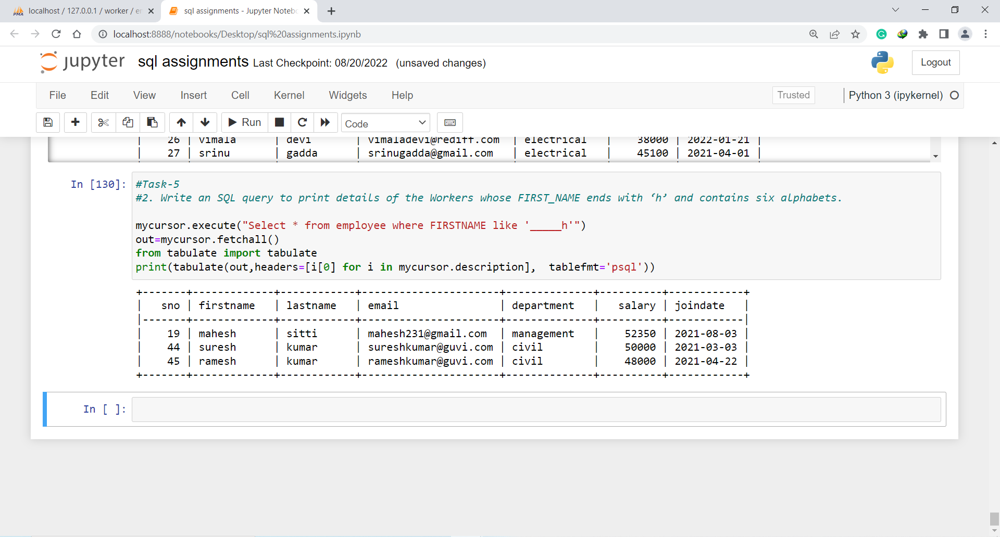 localhost / 127.0.0.1 / worker / er
sql assignments - Jupyter Notebo
localhost:8888/notebooks/Desktop/sql%20assignments.ipynb
jupyter sql assignments Last Checkpoint: 08/20/2022 (unsaved changes)
Logout
File Edit View Insert Cell Kernel Widgets Help
Trusted
Python 3 (ipykernel)
Run
Code
| 26 | vimala | devi | vimaladevi@rediff.com | electrical | 38000 | 2022-01-21 |
| 27 | srinu | gadda | srinugadda@gmail.com | electrical | 45100 | 2021-04-01 |
In [130]:
#Task-5
#2. Write an SQL query to print details of the Workers whose FIRST_NAME ends with ‘h’ and contains six alphabets.
mycursor.execute("Select * from employee where FIRSTNAME like '_____h'")
out=mycursor.fetchall()
from tabulate import tabulate
print(tabulate(out,headers=[i[0] for i in mycursor.description],  tablefmt='psql'))
+-------+-------------+------------+----------------------+--------------+----------+------------+
|   sno | firstname   | lastname   | email                | department   |   salary | joindate   |
|-------+-------------+------------+----------------------+--------------+----------+------------|
|    19 | mahesh      | sitti      | mahesh231@gmail.com  | management   |    52350 | 2021-08-03 |
|    44 | suresh      | kumar      | sureshkumar@guvi.com | civil        |    50000 | 2021-03-03 |
|    45 | ramesh      | kumar      | rameshkumar@guvi.com | civil        |    48000 | 2021-04-22 |
+-------+-------------+------------+----------------------+--------------+----------+------------+
In [ ]: